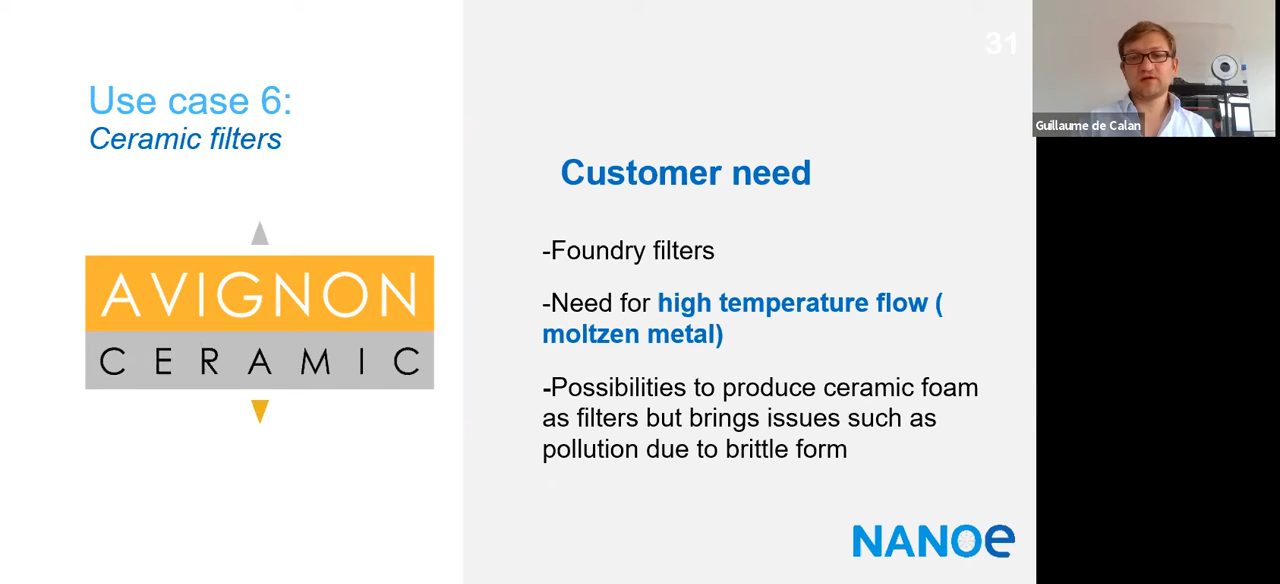 31
Use case 6:
Ceramic filters
AVIGNON
CERAMIC
Customer need
-Foundry filters
-Need for high temperature flow (
moltzen metal)
-Possibilities to produce ceramic foam
as filters but brings issues such as
pollution due to brittle form
NANOe
Guillaume de Calan